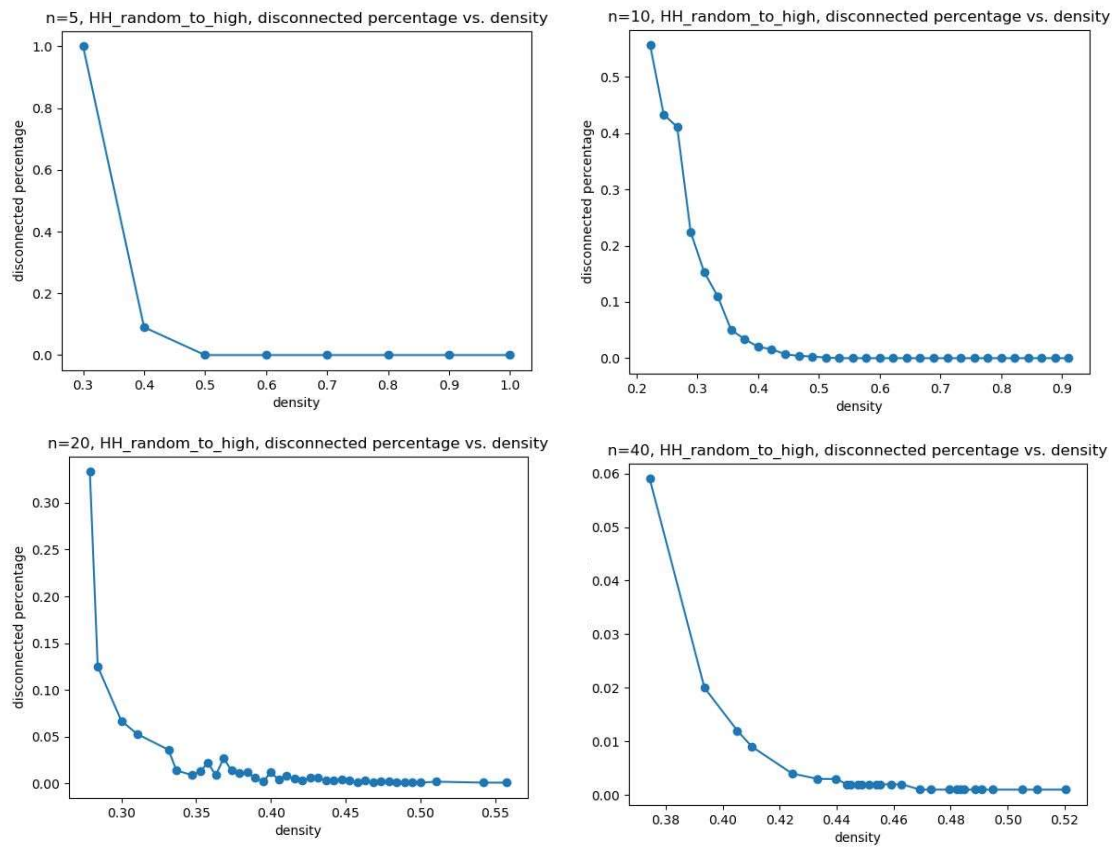 n=5, HH_random_to_high, disconnected percentage vs. density
disconnected percentage
1.0
0.8
0.6
0.4
0.2
0.0
0.3 0.4 0.5 0.6 0.7 0.8 0.9 1.0
density
n=10, HH_random_to_high, disconnected percentage vs. density
disconnected percentage
0.5
0.4
0.3
0.2
0.1
0.0
0.2 0.3 0.4 0.5 0.6 0.7 0.8 0.9
density
n=20, HH_random_to_high, disconnected percentage vs. density
disconnected percentage
0.30
0.25
0.20
0.15
0.10
0.05
0.00
0.30 0.35 0.40 0.45 0.50 0.55
density
n=40, HH_random_to_high, disconnected percentage vs. density
0.06
0.05
0.04
0.03
0.02
0.01
0.00
0.38 0.40 0.42 0.44 0.46 0.48 0.50 0.52
density